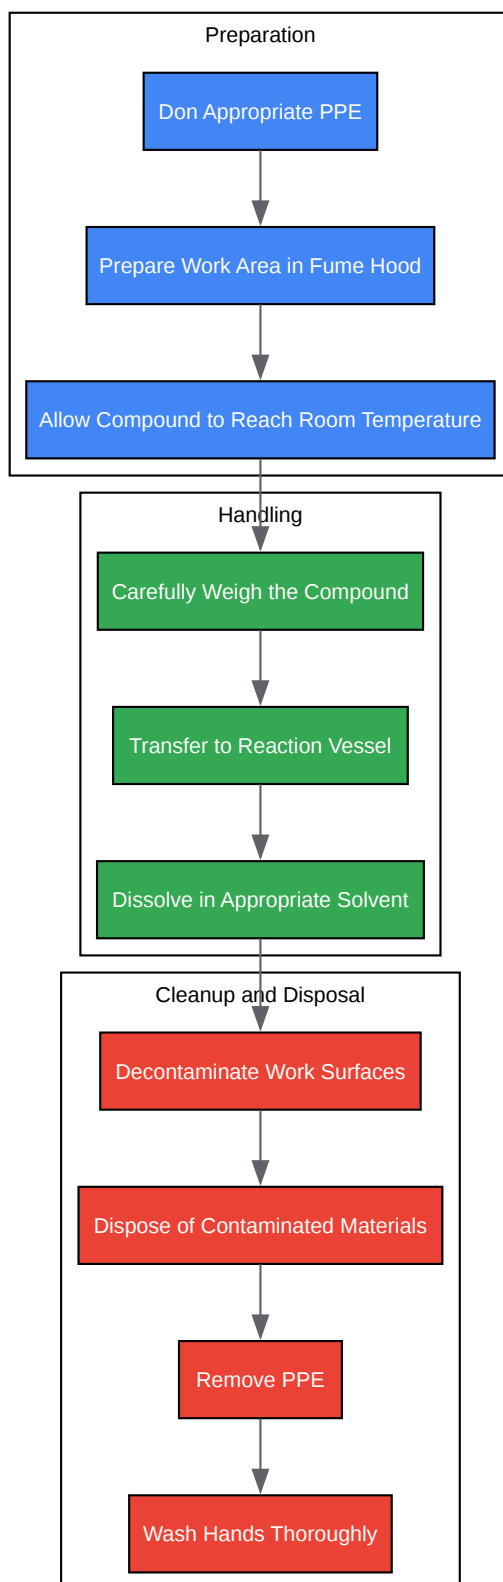 Preparation
Don Appropriate PPE
Prepare Work Area in Fume Hood
Allow Compound to Reach Room Temperature
Handling
Carefully Weigh the Compound
Transfer to Reaction Vessel
Dissolve in Appropriate Solvent
Cleanup and Disposal
Decontaminate Work Surfaces
Dispose of Contaminated Materials
Remove PPE
Wash Hands Thoroughly